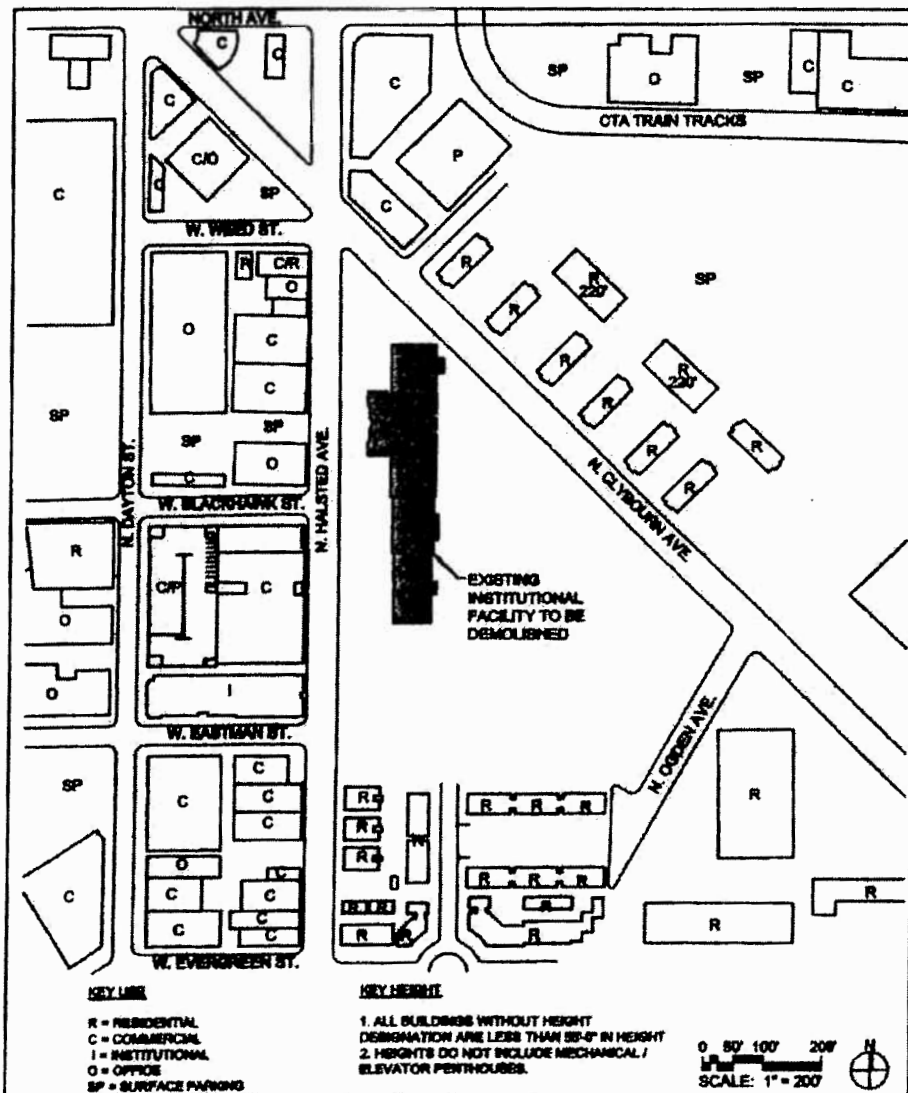 NORTH AVE.
C
C
C
SP
O
SP
C
C
CTA TRAIN TRACKS
C
C/O
P
C
C
SP
C
W. WEED ST.
R
C/R
O
O
C
C
SP
SP
SP
C
O
W. BLACKHAWK ST.
N. DAYTON ST.
N. HALSTED AVE.
R
R
220'
SP
R
R
R
220'
R
R
R
R
N. CLYBOURN AVE.
EXISTING
INSTITUTIONAL
FACILITY TO BE
DEMOLISHED
R
C/P
C
O
O
I
W. EASTMAN ST.
N. OGDEN AVE.
SP
C
C
C
C
R
R
R
R
R
R
R
R
O
C
C
C
C
C
C
C
R
R
R
R
R
R
R
R
R
R
R
W. EVERGREEN ST.
KEY USE
R = RESIDENTIAL
C = COMMERCIAL
I = INSTITUTIONAL
O = OFFICE
SP = SURFACE PARKING
KEY HEIGHT
1. ALL BUILDINGS WITHOUT HEIGHT
DESIGNATION ARE LESS THAN IN HEIGHT
2. HEIGHTS DO NOT INCLUDE MECHANICAL /
ELEVATOR PENTHOUSES.
0 50' 100' 200'
SCALE: 1" = 200'
N